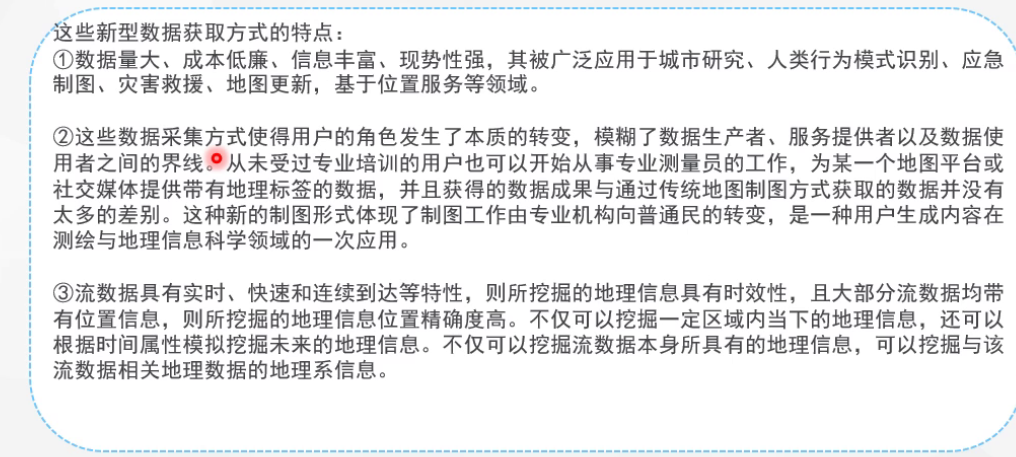 这些新型数据获取方式的特点：
①数据量大、成本低廉、信息丰富、现势性强，其被广泛应用于城市研究、人类行为模式识别、应急
制图、灾害救援、地图更新，基于位置服务等领域。
②这些数据采集方式使得用户的角色发生了本质的转变，模糊了数据生产者、服务提供者以及数据使
用者之间的界线。从未受过专业培训的用户也可以开始从事专业测量员的工作，为某一个地图平台或
社交媒体提供带有地理标签的数据，并且获得的数据成果与通过传统地图制图方式获取的数据并没有
太多的差别。这种新的制图形式体现了制图工作由专业机构向普通民的转变，是一种用户生成内容在
测绘与地理信息科学领域的一次应用。
③流数据具有实时、快速和连续到达等特性，则所挖掘的地理信息具有时效性，且大部分流数据均带
有位置信息，则所挖掘的地理信息位置精确度高。不仅可以挖掘一定区域内当下的地理信息，还可以
根据时间属性模拟挖掘未来的地理信息。不仅可以挖掘流数据本身所具有的地理信息，可以挖掘与该
流数据相关地理数据的地理系信息。